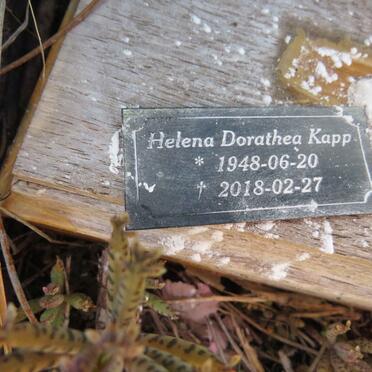 Helena Dorathea Kapp
* 1948-06-20
† 2018-02-27